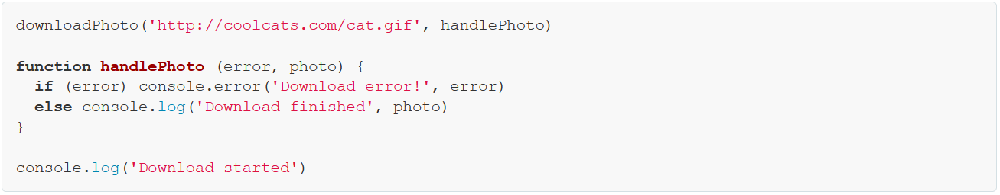 downloadPhoto('http://coolcats.com/cat.gif', handlePhoto)

function handlePhoto (error, photo) {
  if (error) console.error('Download error!', error)
  else console.log('Download finished', photo)
}

console.log('Download started')